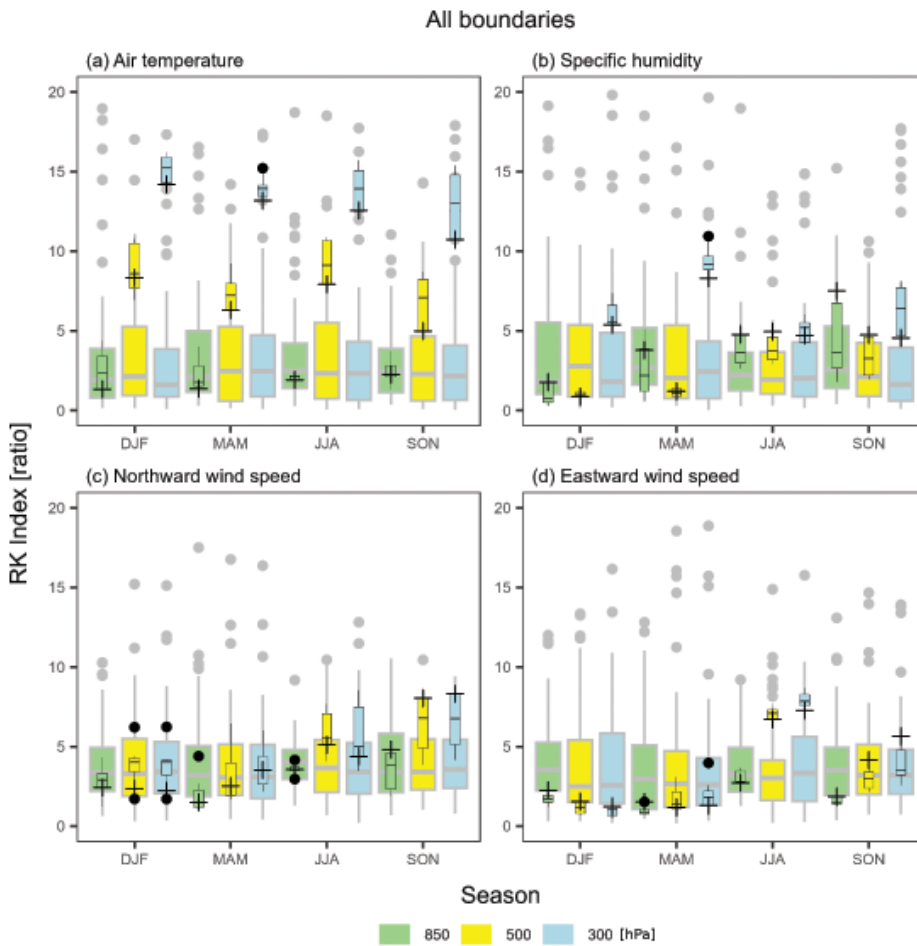 All boundaries
(a) Air temperature
(b) Specific humidity
20
15
10
5
0
DJF MAM JJA SON
20
15
10
5
0
DJF MAM JJA SON
RK Index [ratio]
(c) Northward wind speed
(d) Eastward wind speed
20
15
10
5
0
DJF MAM JJA SON
20
15
10
5
0
DJF MAM JJA SON
Season
850 500 300 [hPa]